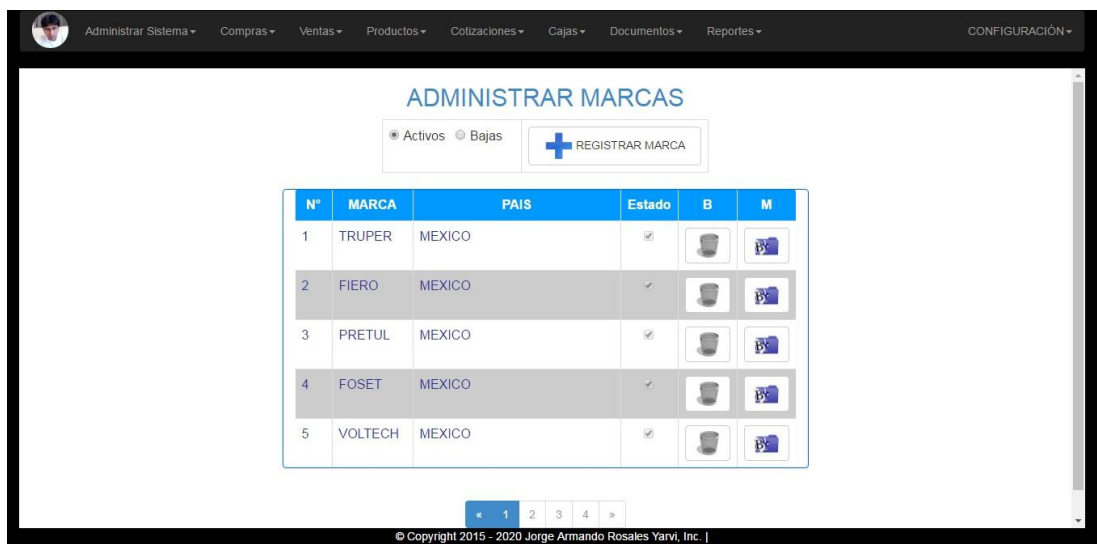 Administrar Sistema Compras Ventas Productos Cotizaciones Cajas Documentos Reportes CONFIGURACIÓN
ADMINISTRAR MARCAS
Activos Bajas REGISTRAR MARCA
N° MARCA PAIS Estado B M
1 TRUPER MEXICO
2 FIERO MEXICO
3 PRETUL MEXICO
4 FOSET MEXICO
5 VOLTECH MEXICO
« 1 2 3 4 »
© Copyright 2015 - 2020 Jorge Armando Rosales Yarvi, Inc. |